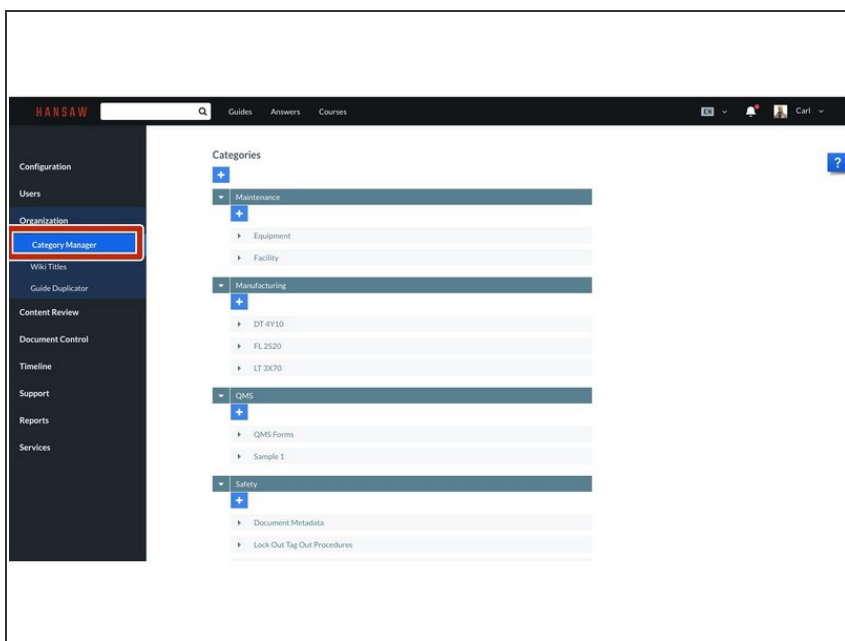 HANSAW Guides Answers Courses EN Carl
?
Configuration
Users
Organization
Category Manager
Wiki Titles
Guide Duplicator
Content Review
Document Control
Timeline
Support
Reports
Services
Categories
+
Maintenance
+
Equipment
Facility
Manufacturing
+
DT 4Y10
FL 2S20
LT 3X70
QMS
+
QMS Forms
Sample 1
Safety
+
Document Metadata
Lock Out Tag Out Procedures